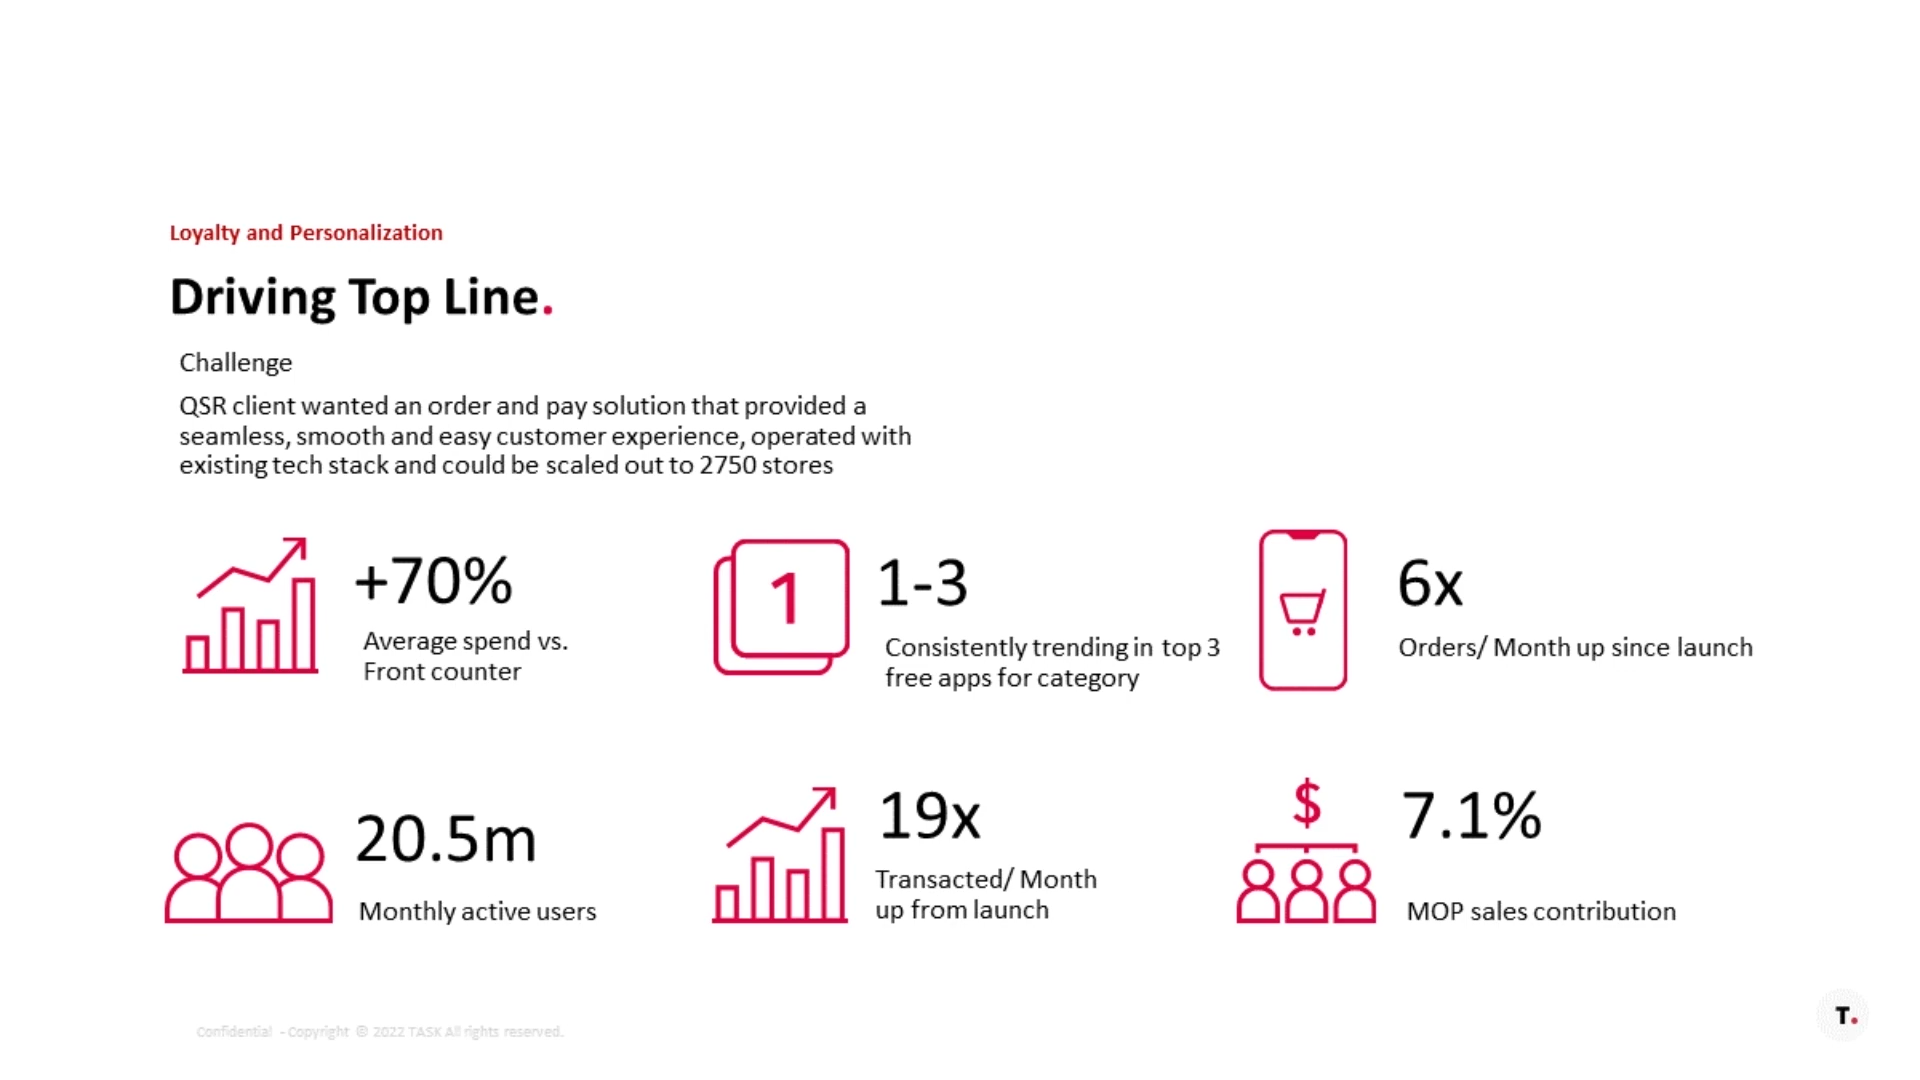 Loyalty and Personalization
Driving Top Line.
Challenge
QSR client wanted an order and pay solution that provided a
seamless, smooth and easy customer experience, operated with
existing tech stack and could be scaled out to 2750 stores
+70%
Average spend vs.
Front counter
1
1-3
Consistently trending in top 3
free apps for category
6x
Orders/ Month up since launch
20.5m
Monthly active users
19x
Transacted/ Month
up from launch
$
7.1%
MOP sales contribution
Confidential - Copyright © 2022 TASK All rights reserved.
T.